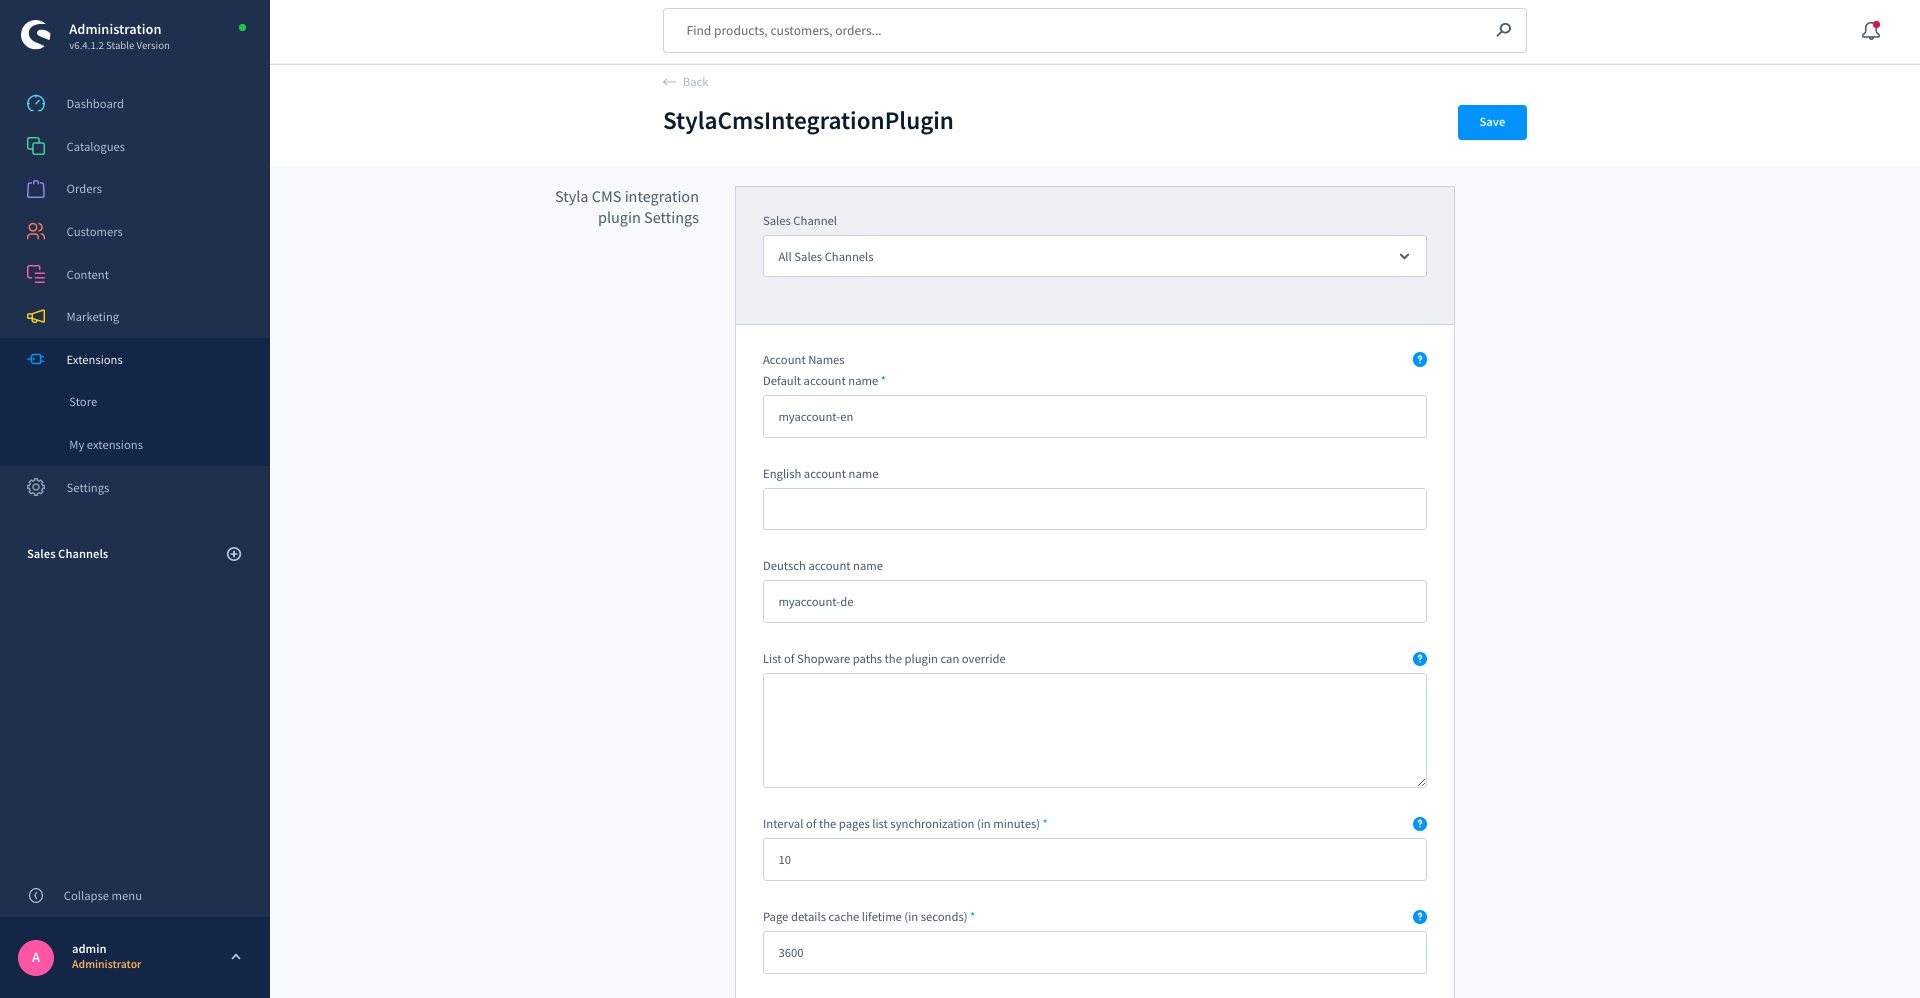 Administration
v6.4.1.2 Stable Version
Dashboard
Catalogues
Orders
Customers
Content
Marketing
Extensions
Store
My extensions
Settings
Sales Channels
Collapse menu
A
admin
Administrator
Find products, customers, orders...
Back
StylaCmsIntegrationPlugin
Save
Styla CMS integration
plugin Settings
Sales Channel
All Sales Channels
Account Names
?
Default account name *
myaccount-en
English account name
Deutsch account name
myaccount-de
List of Shopware paths the plugin can override
?
Interval of the pages list synchronization (in minutes) *
?
10
Page details cache lifetime (in seconds) *
?
3600